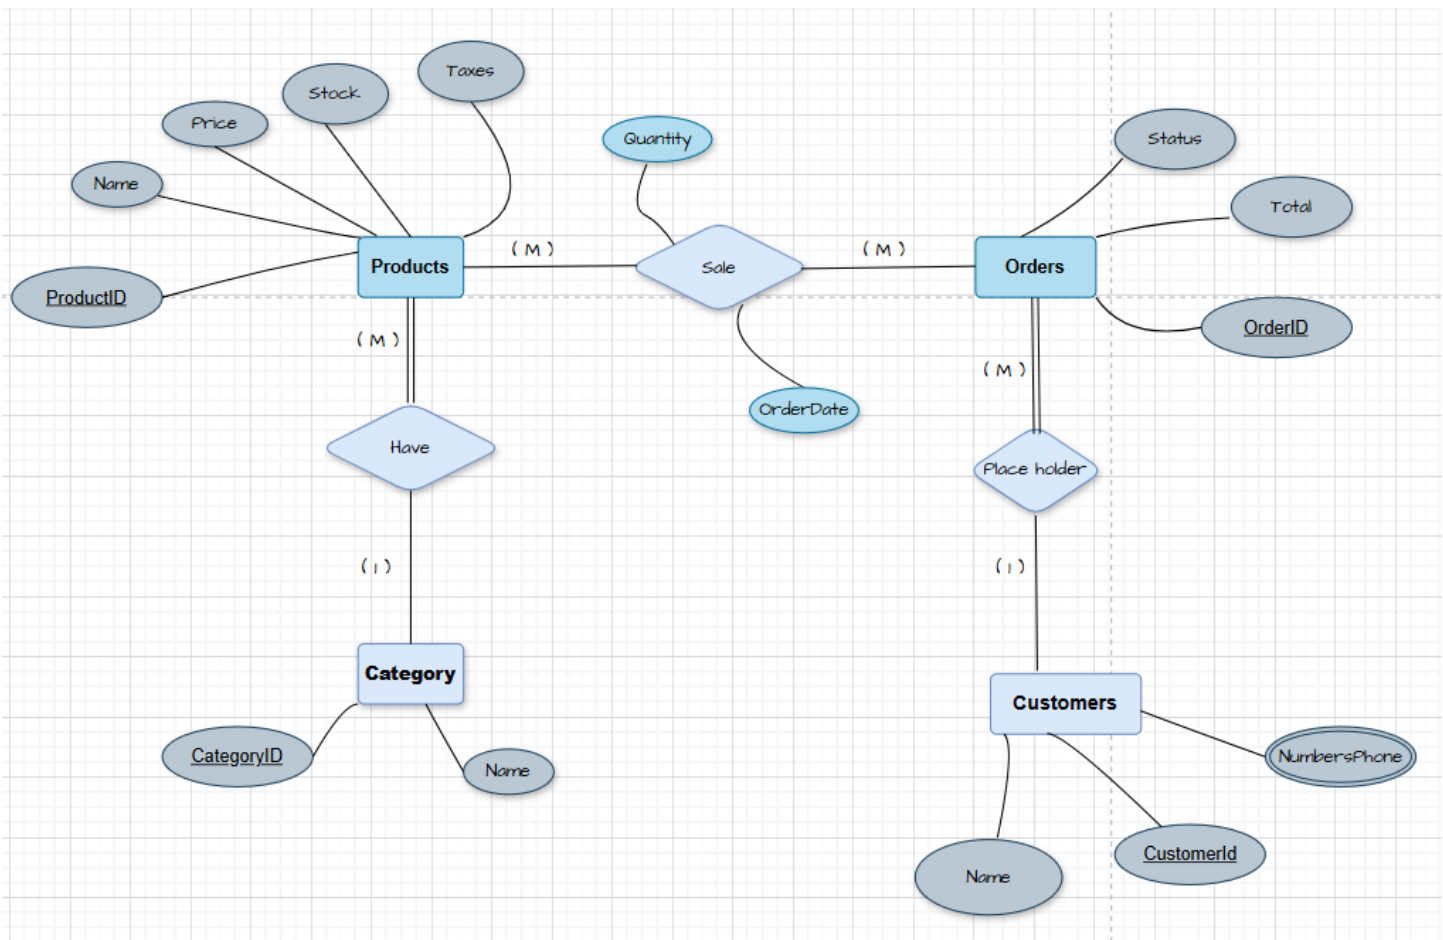 Taxes
Stock
Price
Quantity
Status
Name
Total
( M )
( M )
Products
Sale
Orders
ProductID
OrderID
( M )
( M )
OrderDate
Have
Place holder
( 1 )
( 1 )
Category
Customers
CategoryID
Name
NumbersPhone
CustomerId
Name